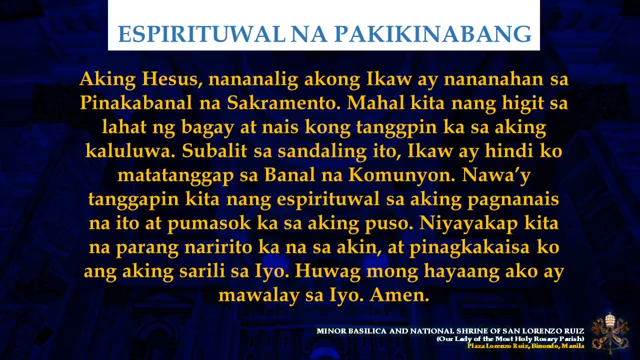 ESPIRITUWAL NA PAKIKINABANG
Aking Hesus, nananalig akong Ikaw ay nananahan sa
Pinakabanal na Sakramento. Mahal kita nang higit sa
lahat ng bagay at nais kong tanggpin ka sa aking
kaluluwa. Subalit sa sandaling ito, Ikaw ay hindi ko
matatanggap sa Banal na Komunyon. Nawa’y
tanggapin kita nang espirituwal sa aking pagnanais
na ito at pumasok ka sa aking puso. Niyayakap kita
na parang naririto ka na sa akin, at pinagkakaisa ko
ang aking sarili sa Iyo. Huwag mong hayaang ako ay
mawalay sa Iyo. Amen.
MINOR BASILICA AND NATIONAL SHRINE OF SAN LORENZO RUIZ
(Our Lady of the Most Holy Rosary Parish)
Plaza Lorenzo Ruiz, Binondo, Manila